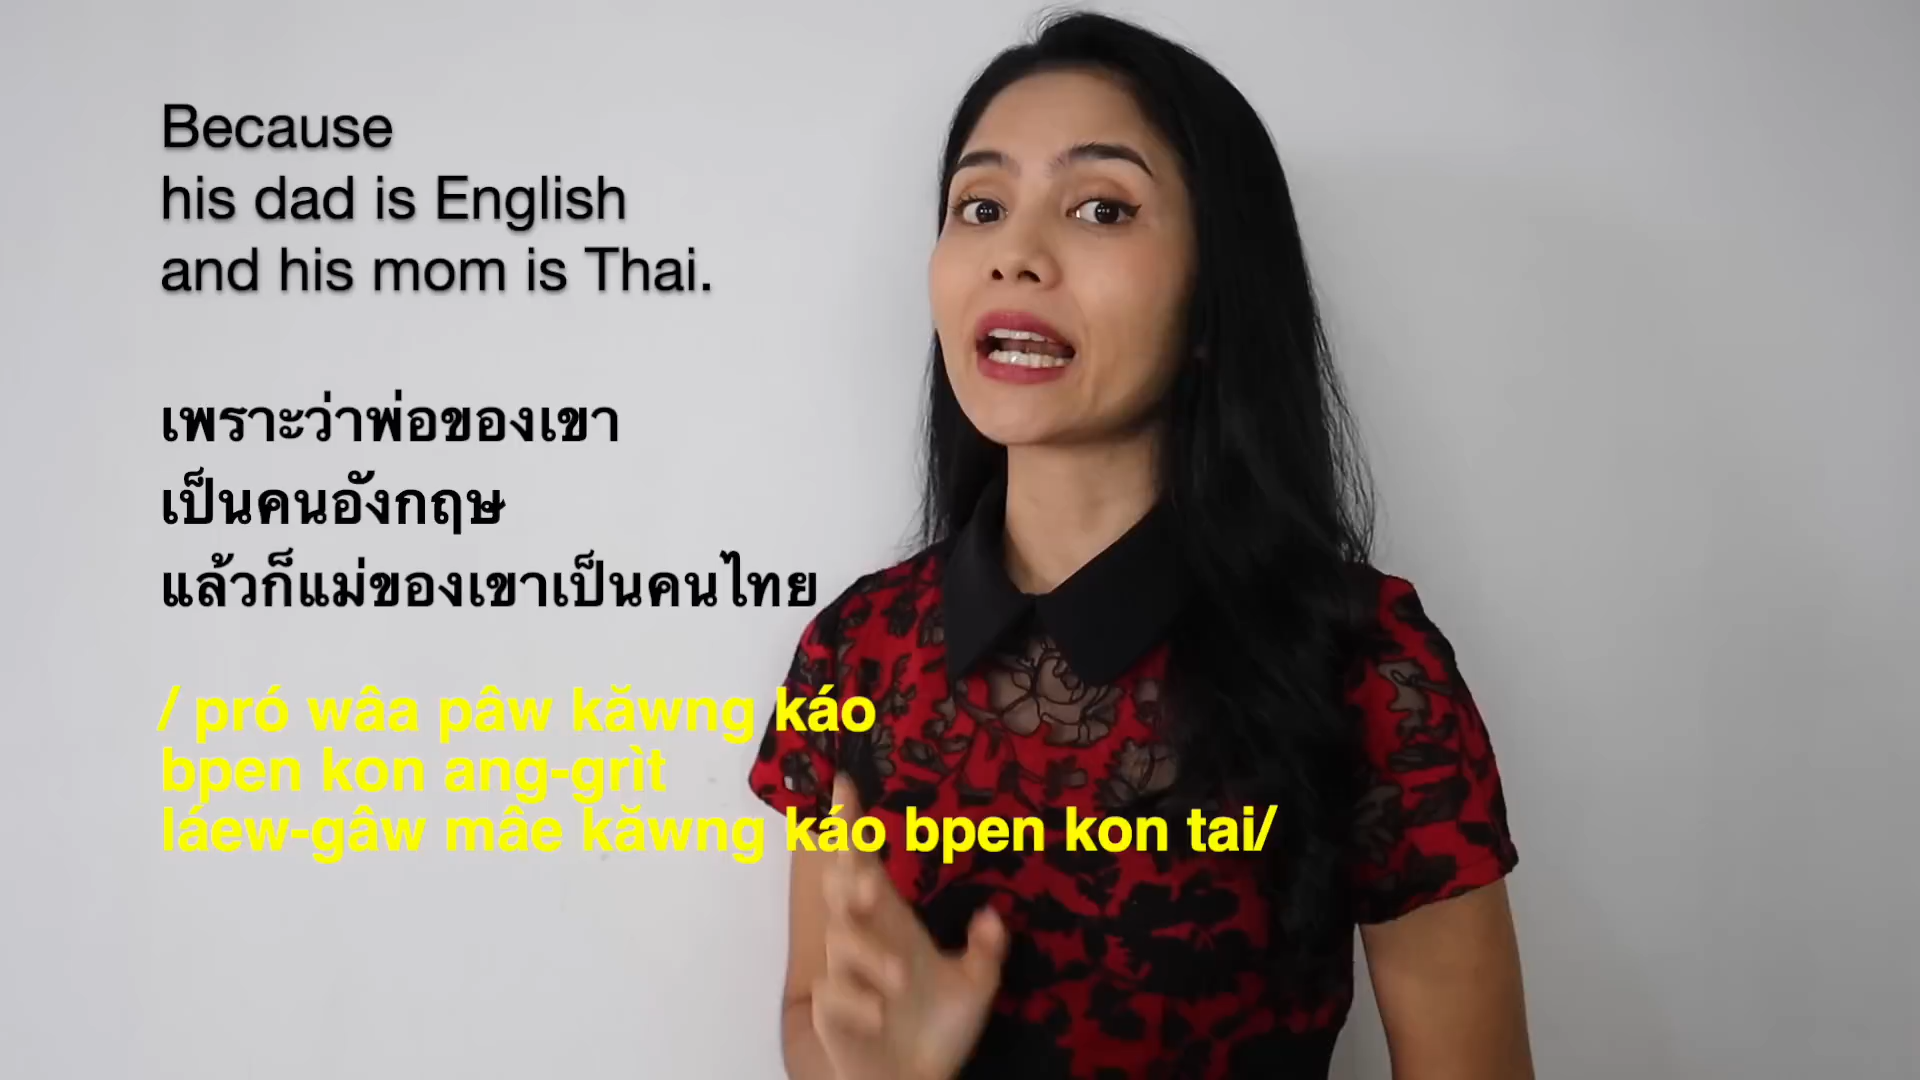 Because
his dad is English
and his mom is Thai.
เพราะว่าพ่อของเขา
เป็นคนอังกฤษ
แล้วก็แม่ของเขาเป็นคนไทย
/ pró wâa pâw kăwng káo
bpen kon ang-grìt
láew-gâw mâe kăwng káo bpen kon tai/